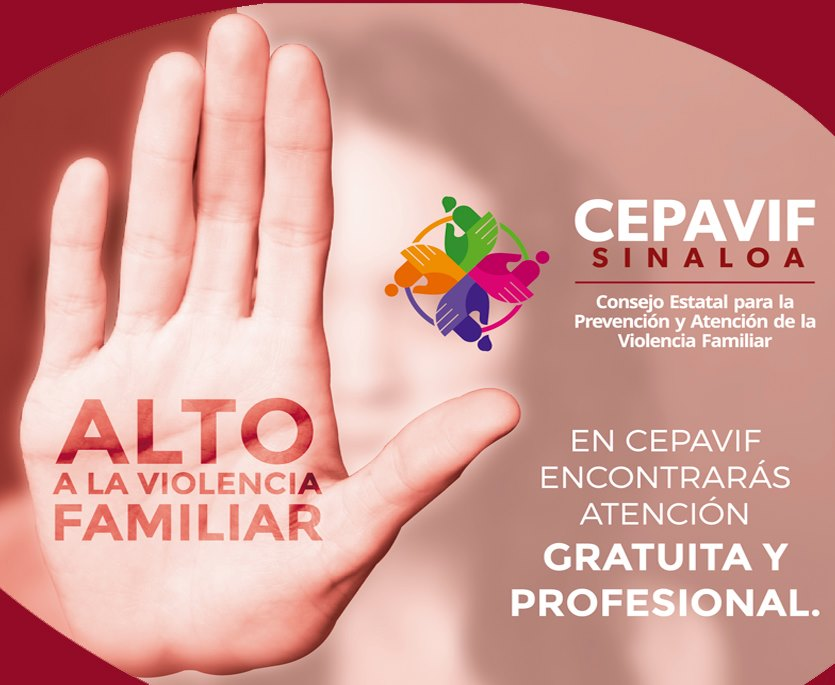 ALTO
A LA VIOLENCIA
FAMILIAR
CEPAVIF
SINALOA
Consejo Estatal para la
Prevención y Atención de la
Violencia Familiar
EN CEPAVIF
ENCONTRARÁS
ATENCIÓN
GRATUITA Y
PROFESIONAL.